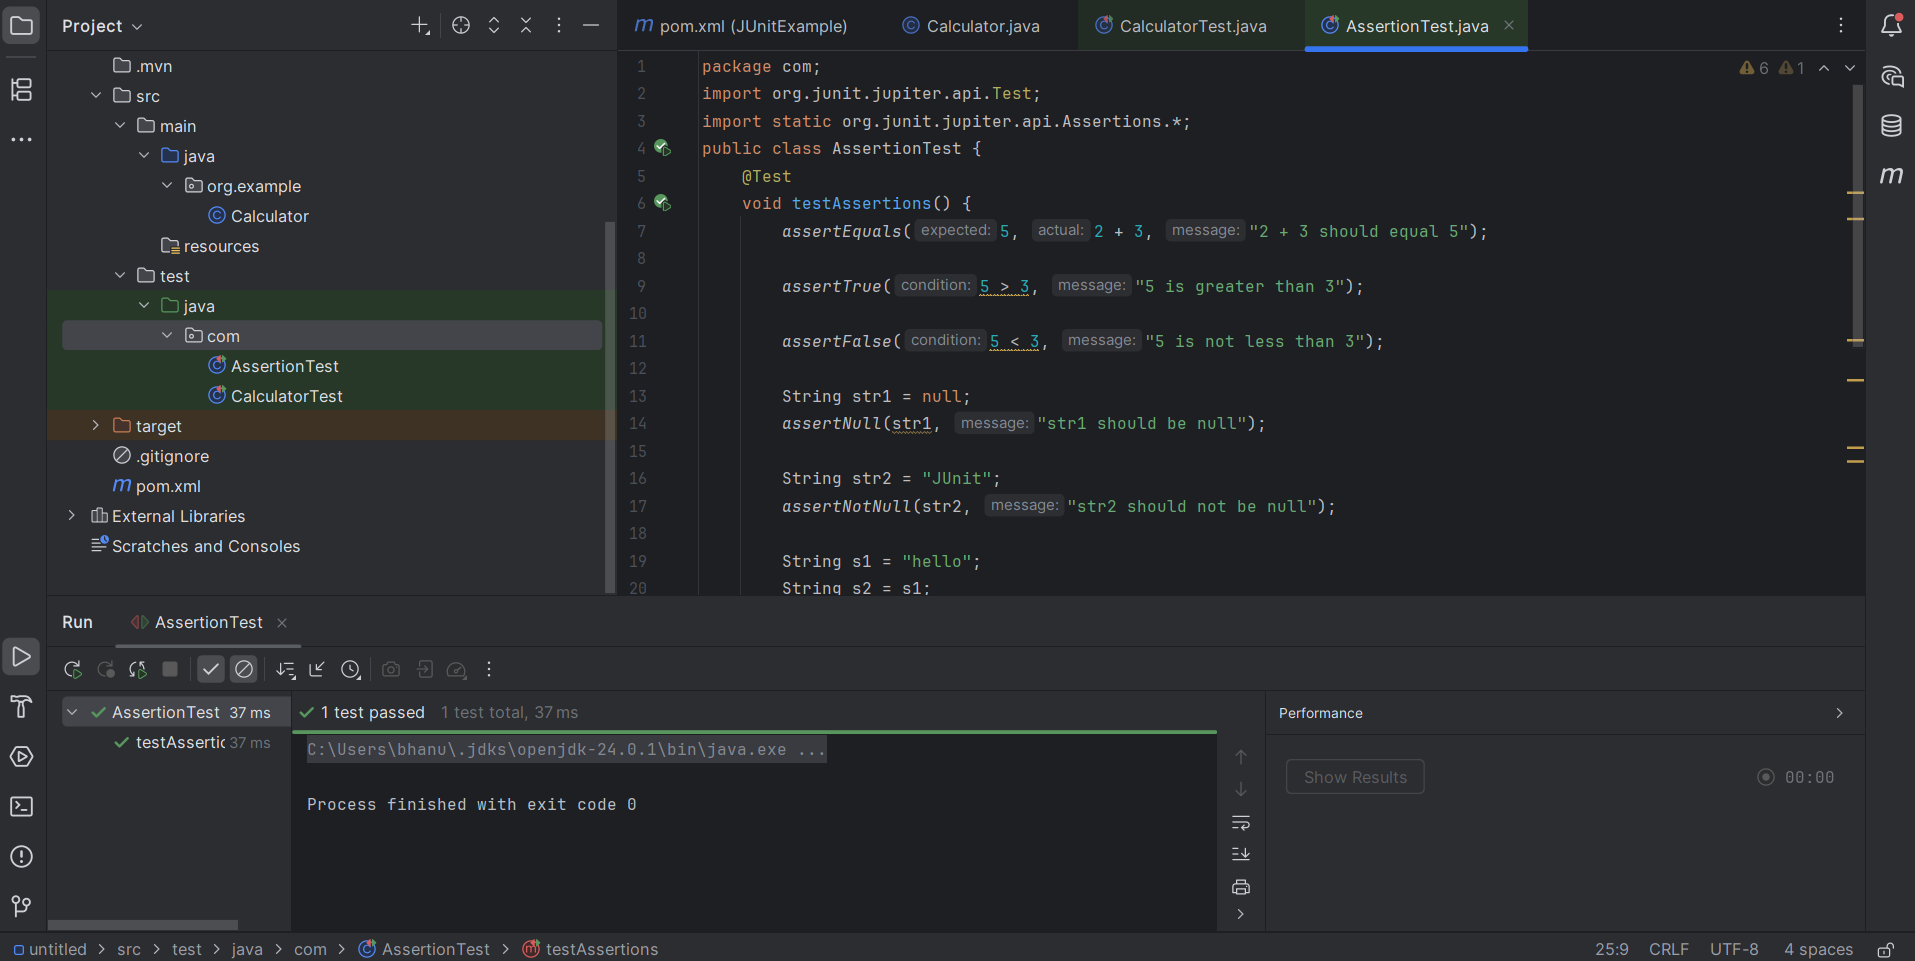 Project
pom.xml (JUnitExample)
Calculator.java
CalculatorTest.java
AssertionTest.java
.mvn
src
main
java
org.example
Calculator
resources
test
java
com
AssertionTest
CalculatorTest
target
.gitignore
pom.xml
External Libraries
Scratches and Consoles
6 1
1 package com;
2 import org.junit.jupiter.api.Test;
3 import static org.junit.jupiter.api.Assertions.*;
4 public class AssertionTest {
5 @Test
6 void testAssertions() {
7 assertEquals( expected: 5, actual: 2 + 3, message: "2 + 3 should equal 5");
8
9 assertTrue( condition: 5 > 3, message: "5 is greater than 3");
10
11 assertFalse( condition: 5 < 3, message: "5 is not less than 3");
12
13 String str1 = null;
14 assertNull(str1, message: "str1 should be null");
15
16 String str2 = "JUnit";
17 assertNotNull(str2, message: "str2 should not be null");
18
19 String s1 = "hello";
20 String s2 = s1;
Run AssertionTest
AssertionTest 37 ms
testAssertic 37 ms
1 test passed 1 test total, 37 ms
C:\Users\bhanu\.jdks\openjdk-24.0.1\bin\java.exe ...
Process finished with exit code 0
Performance
Show Results 00:00
untitled > src > test > java > com > AssertionTest > testAssertions
25:9 CRLF UTF-8 4 spaces